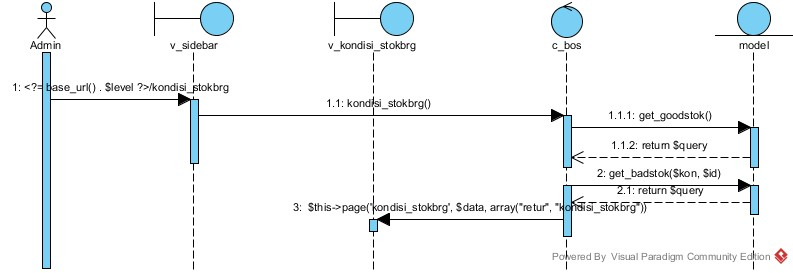 Admin
v_sidebar
v_kondisi_stokbrg
c_bos
model
1: <?= base_url() . $level ?>/kondisi_stokbrg
1.1: kondisi_stokbrg()
1.1.1: get_goodstok()
1.1.2: return $query
2: get_badstok($kon, $id)
2.1: return $query
3: $this->page('kondisi_stokbrg', $data, array("retur", "kondisi_stokbrg"))
Powered By Visual Paradigm Community Edition